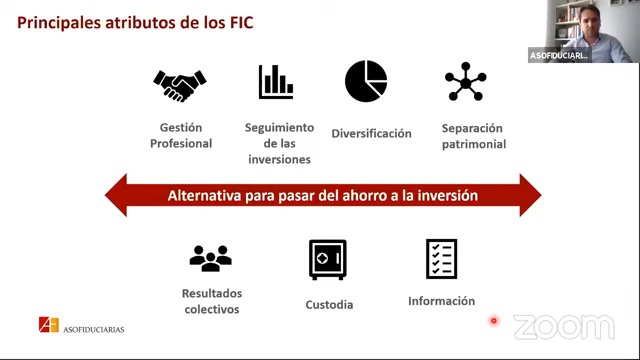 Principales atributos de los FIC
ASOFIDUCIARI...
Gestión
Profesional
Seguimiento
de las
inversiones
Diversificación
Separación
patrimonial
Alternativa para pasar del ahorro a la inversión
Resultados
colectivos
Custodia
Información
ASOFIDUCIARIAS
zoom